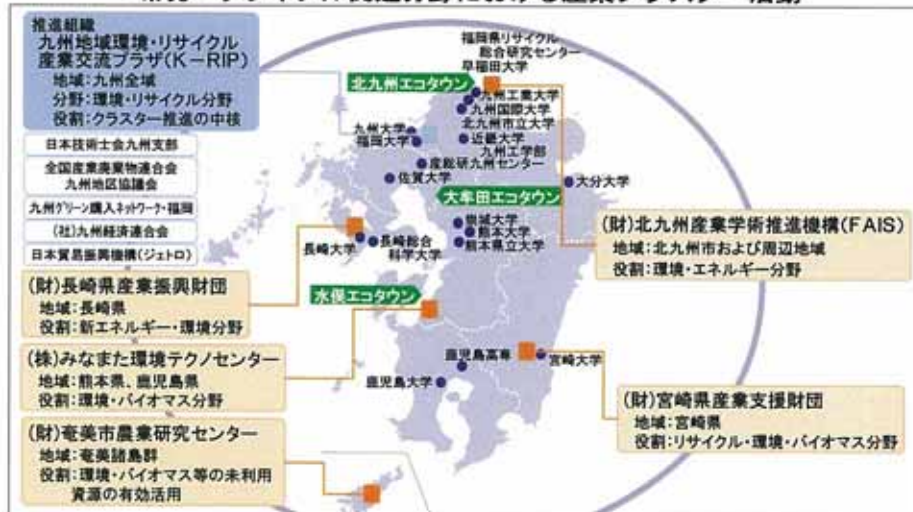 推進組織
九州地域環境・リサイクル
産業交流プラザ(K－RIP)
地域：九州全域
分野：環境・リサイクル分野
役割：クラスター推進の中核
日本技術士会九州支部
全国産業廃棄物連合会
九州地区協議会
九州グリーン購入ネットワーク・福岡
(社)九州経済連合会
日本貿易振興機構(ジェトロ)
(財)長崎県産業振興財団
地域：長崎県
役割：新エネルギー・環境分野
(株)みなまた環境テクノセンター
地域：熊本県、鹿児島県
役割：環境・バイオマス分野
(財)奄美市農業研究センター
地域：奄美諸島群
役割：環境・バイオマス等の未利用
資源の有効活用
福岡県リサイクル
総合研究センター
早稲田大学
北九州エコタウン
九州工業大学
九州国際大学
北九州市立大学
九州大学
福岡大学
近畿大学
九州工学部
産総研九州センター
佐賀大学
大分大学
大牟田エコタウン
崇城大学
熊本大学
熊本県立大学
長崎大学
長崎総合
科学大学
水俣エコタウン
鹿児島高専
宮崎大学
鹿児島大学
(財)北九州産業学術推進機構(FAIS)
地域：北九州市および周辺地域
役割：環境・エネルギー分野
(財)宮崎県産業支援財団
地域：宮崎県
役割：リサイクル・環境・バイオマス分野